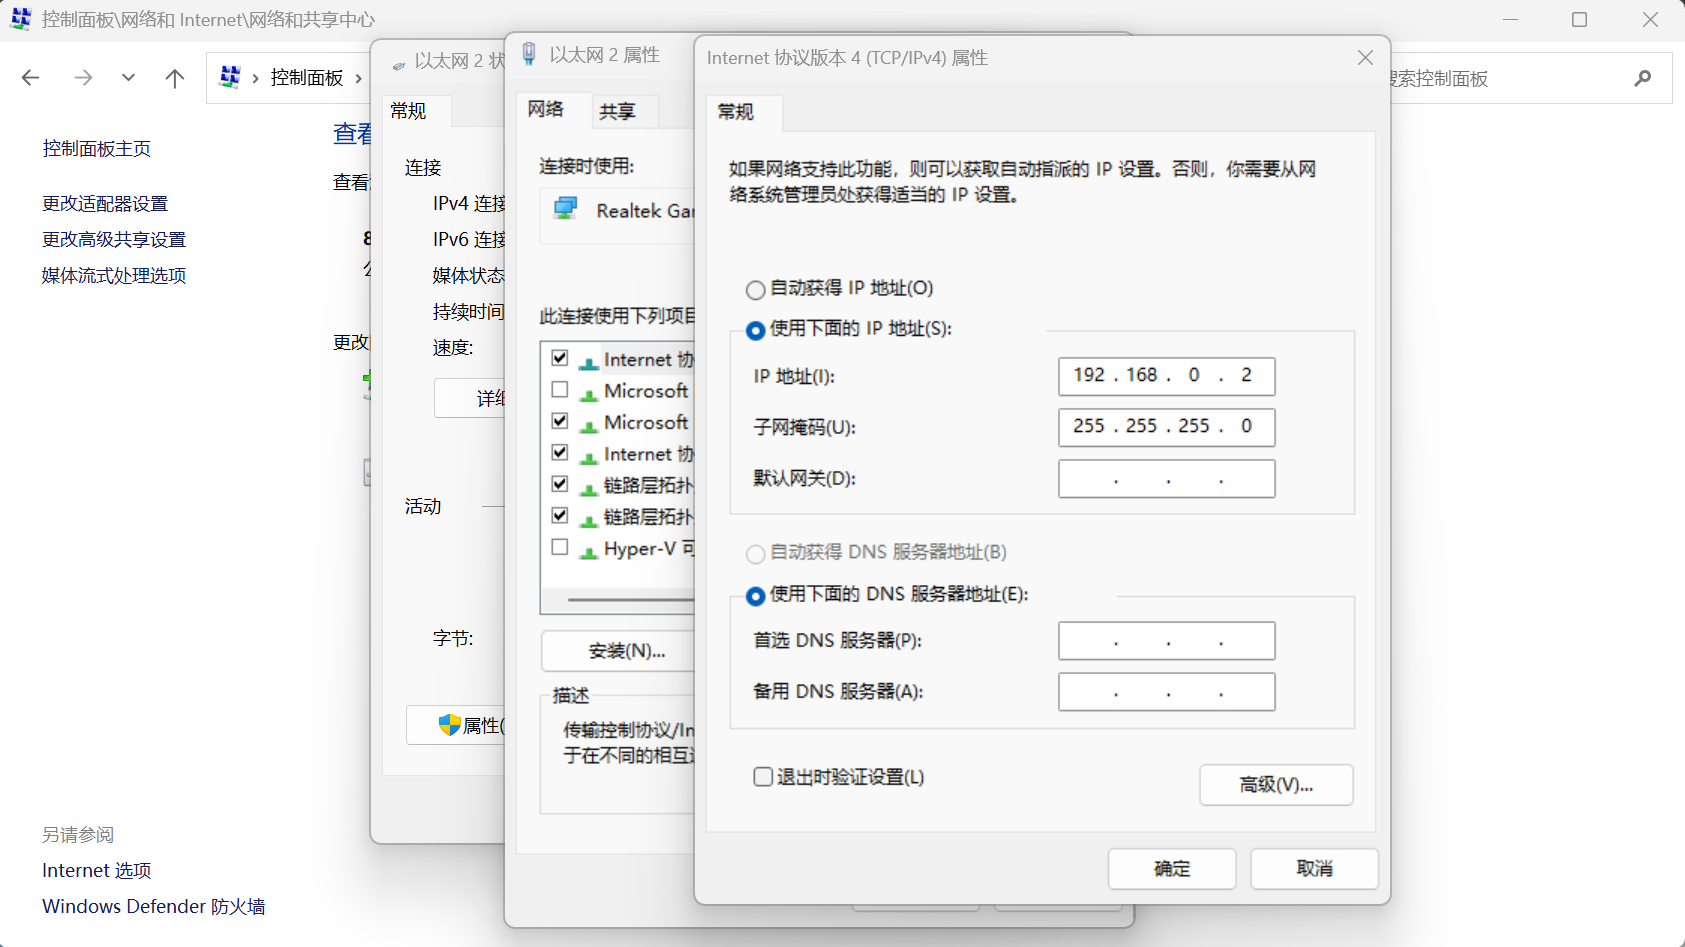 控制面板\网络和 Internet\网络和共享中心
控制面板
搜索控制面板
控制面板主页
更改适配器设置
更改高级共享设置
媒体流式处理选项
另请参阅
Internet 选项
Windows Defender 防火墙
查看
查看
8
更改
以太网 2 状
常规
连接
IPv4 连接
IPv6 连接
媒体状态
持续时间
速度:
详细
活动
字节:
属性(
以太网 2 属性
网络
共享
连接时使用:
Realtek Gar
此连接使用下列项目
Internet 协
Microsoft
Microsoft
Internet 协
链路层拓扑
链路层拓扑
Hyper-V 可
安装(N)...
描述
传输控制协议/In
于在不同的相互
Internet 协议版本 4 (TCP/IPv4) 属性
常规
如果网络支持此功能，则可以获取自动指派的 IP 设置。否则，你需要从网
络系统管理员处获得适当的 IP 设置。
自动获得 IP 地址(O)
使用下面的 IP 地址(S):
IP 地址(I):
192 . 168 . 0 . 2
子网掩码(U):
255 . 255 . 255 . 0
默认网关(D):
. . .
自动获得 DNS 服务器地址(B)
使用下面的 DNS 服务器地址(E):
首选 DNS 服务器(P):
. . .
备用 DNS 服务器(A):
. . .
退出时验证设置(L)
高级(V)...
确定
取消